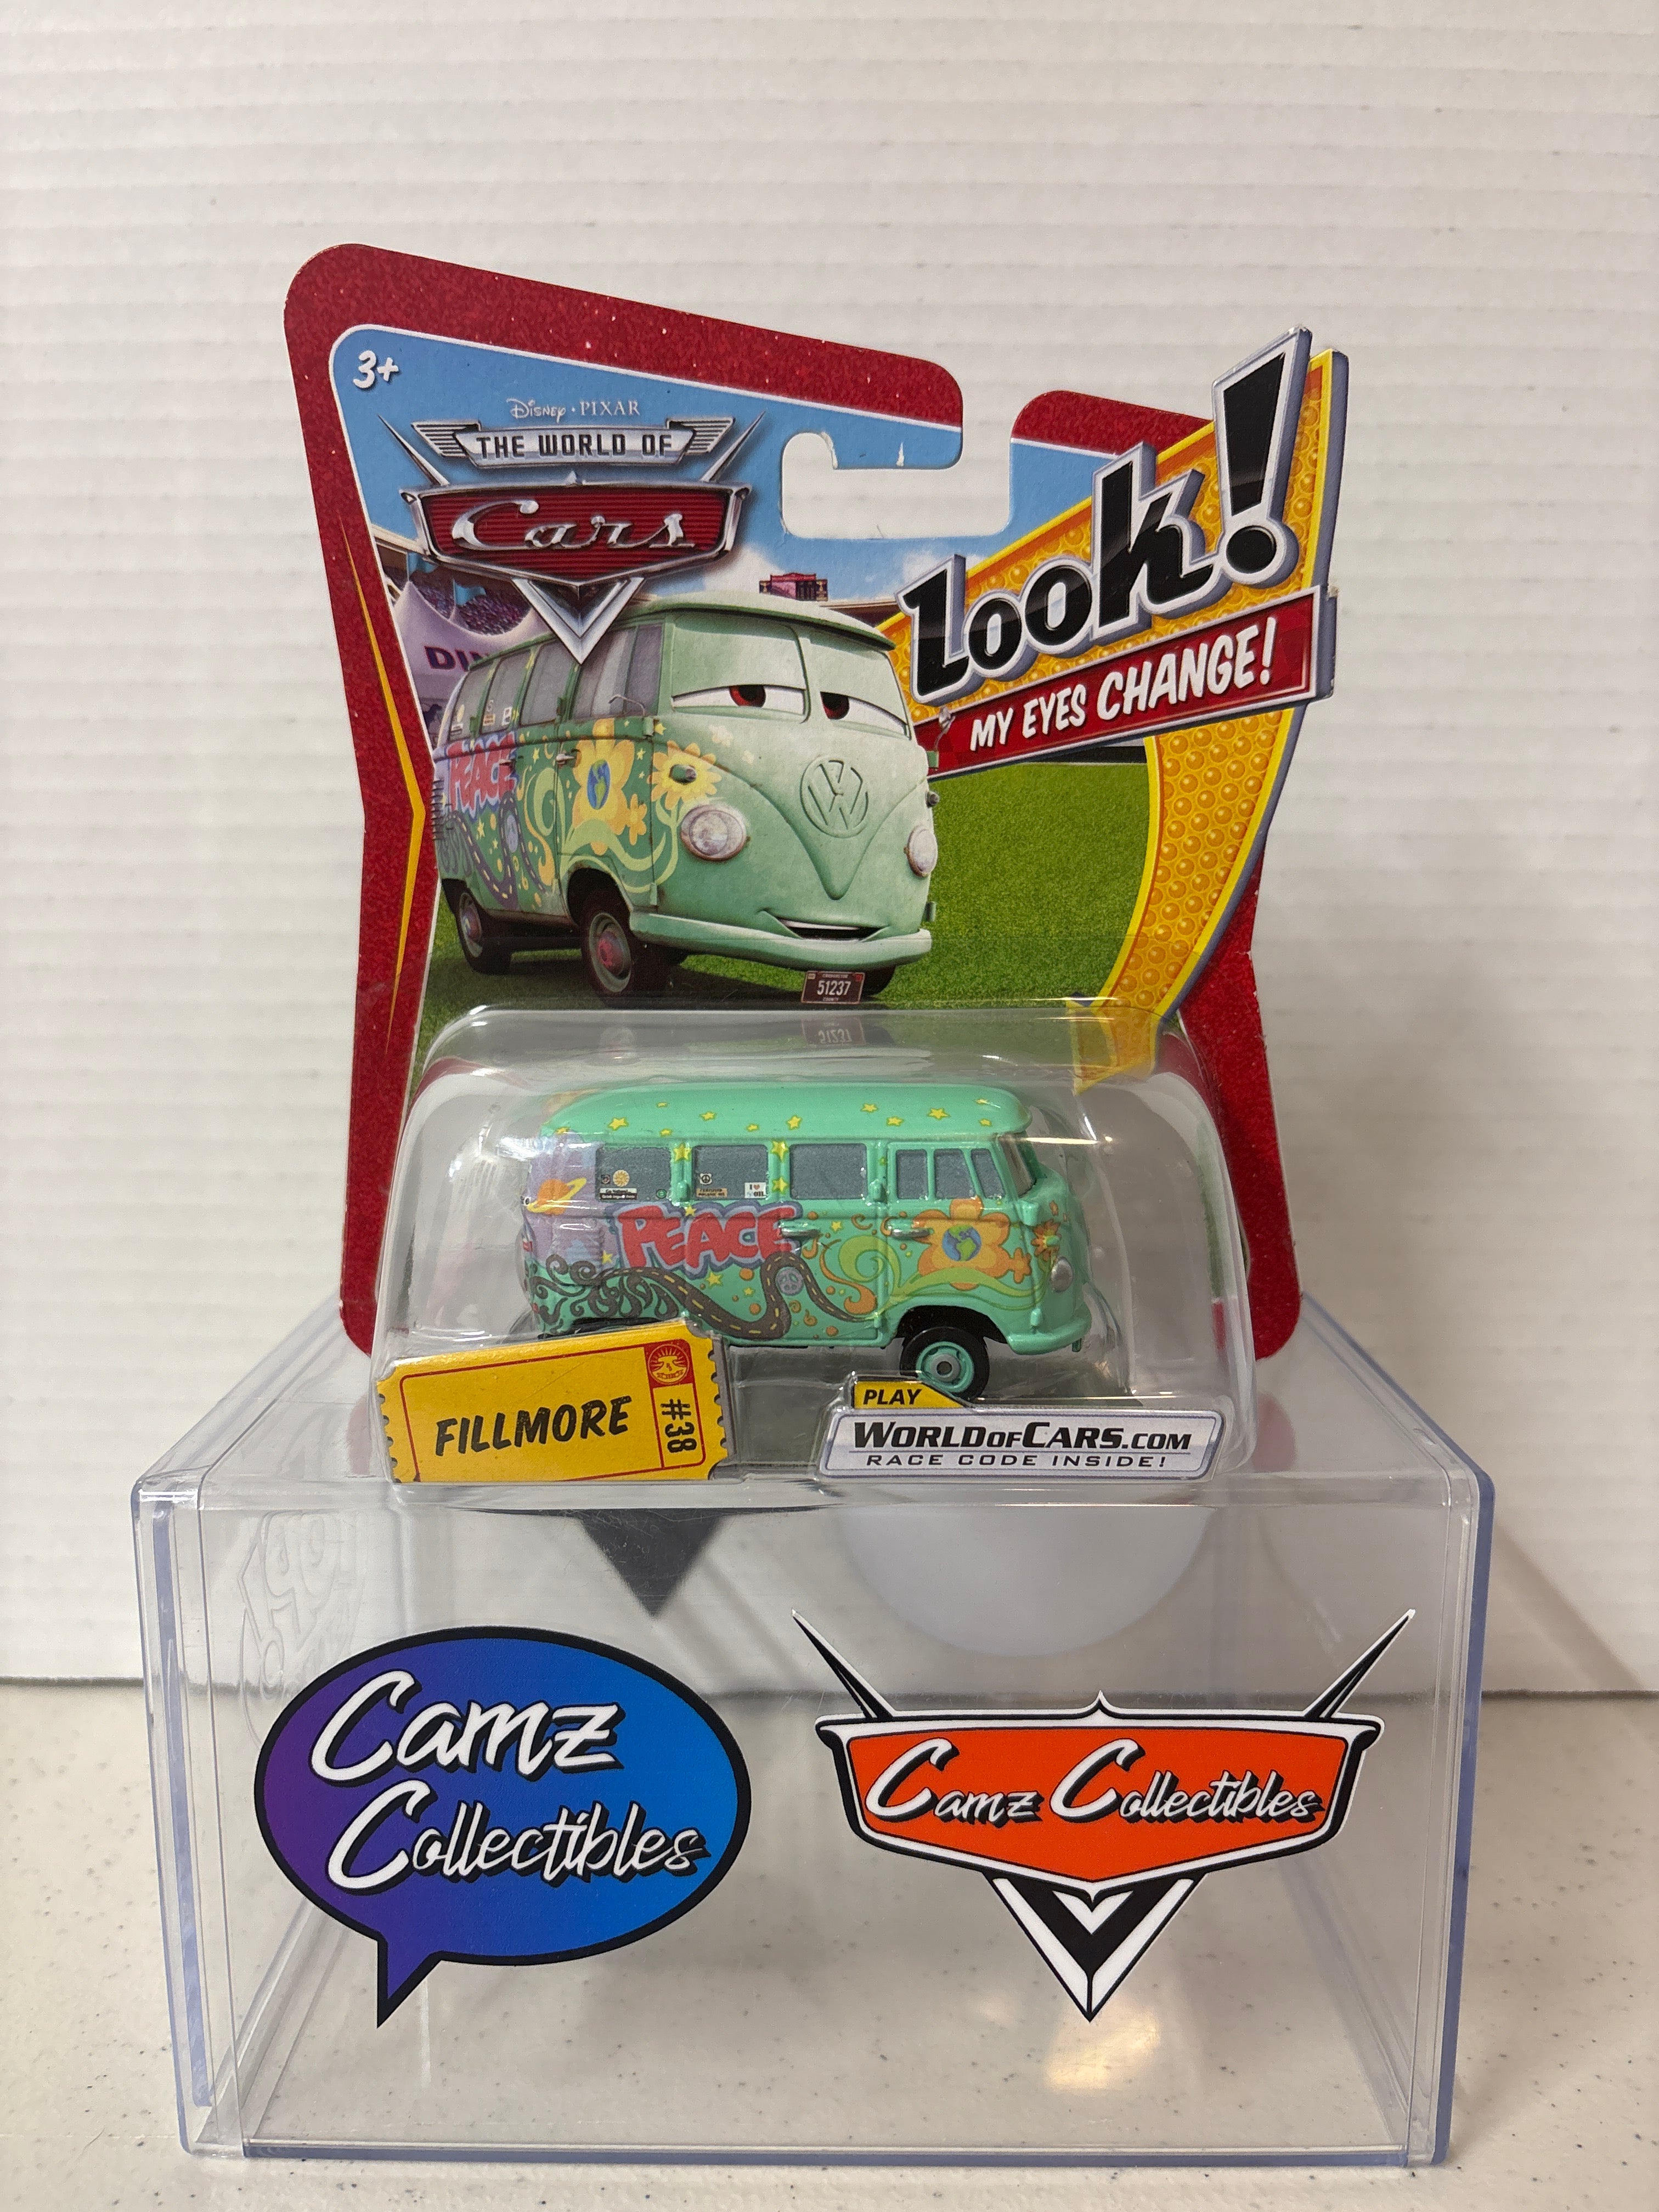 3+
Disney · PIXAR
THE WORLD OF
Cars
Look!
MY EYES CHANGE!
PEACE
51237
PEACE
FILLMORE
#38
PLAY
WORLDOFCARS.COM
RACE CODE INSIDE!
Camz
Collectibles
Camz Collectibles